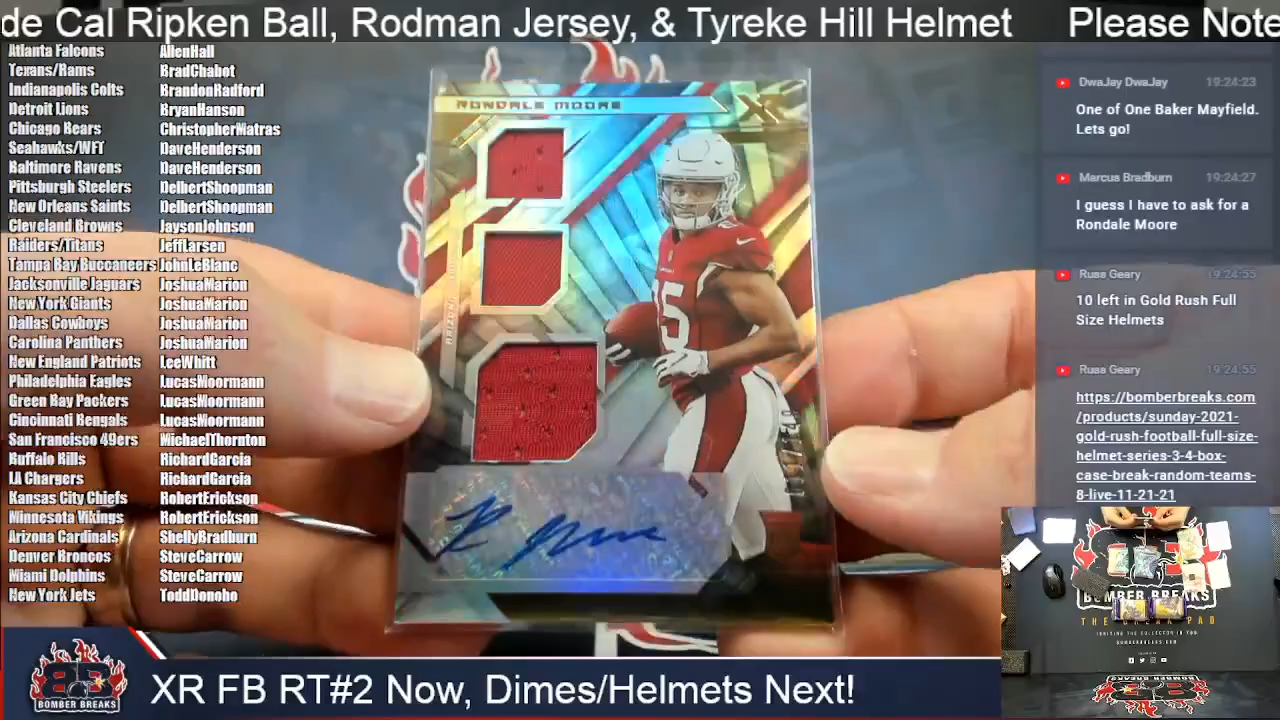 de Cal Ripken Ball, Rodman Jersey, & Tyreke Hill Helmet Please Note
Atlanta Falcons AllenHall
Texans/Rams BradChabot
Indianapolis Colts BrandonRadford
Detroit Lions BryanHanson
Chicago Bears ChristopherMatras
Seahawks/WFT DaveHenderson
Baltimore Ravens DaveHenderson
Pittsburgh Steelers DelbertShoopman
New Orleans Saints DelbertShoopman
Cleveland Browns JaysonJohnson
Raiders/Titans JeffLarsen
Tampa Bay Buccaneers JohnLeBlanc
Jacksonville Jaguars JoshuaMarion
New York Giants JoshuaMarion
Dallas Cowboys JoshuaMarion
Carolina Panthers JoshuaMarion
New England Patriots LeeWhitt
Philadelphia Eagles LucasMoormann
Green Bay Packers LucasMoormann
Cincinnati Bengals LucasMoormann
San Francisco 49ers MichaelThornton
Buffalo Bills RichardGarcia
LA Chargers RichardGarcia
Kansas City Chiefs RobertErickson
Minnesota Vikings RobertErickson
Arizona Cardinals ShellyBradburn
Denver Broncos SteveCarrow
Miami Dolphins SteveCarrow
New York Jets ToddDonoho
RONDALE MOORE
XR
DwaJay DwaJay 19:24:23
One of One Baker Mayfield.
Lets go!
Marcus Bradburn 19:24:27
I guess I have to ask for a
Rondale Moore
Russ Geary 19:24:55
10 left in Gold Rush Full
Size Helmets
Russ Geary 19:24:55
https://bomberbreaks.com
/products/sunday-2021-
gold-rush-football-full-size-
helmet-series-3-4-box-
case-break-random-teams-
8-live-11-21-21
BOMBER BREAKS
THE BREAK PAD
BOMBER BREAKS
XR FB RT#2 Now, Dimes/Helmets Next!